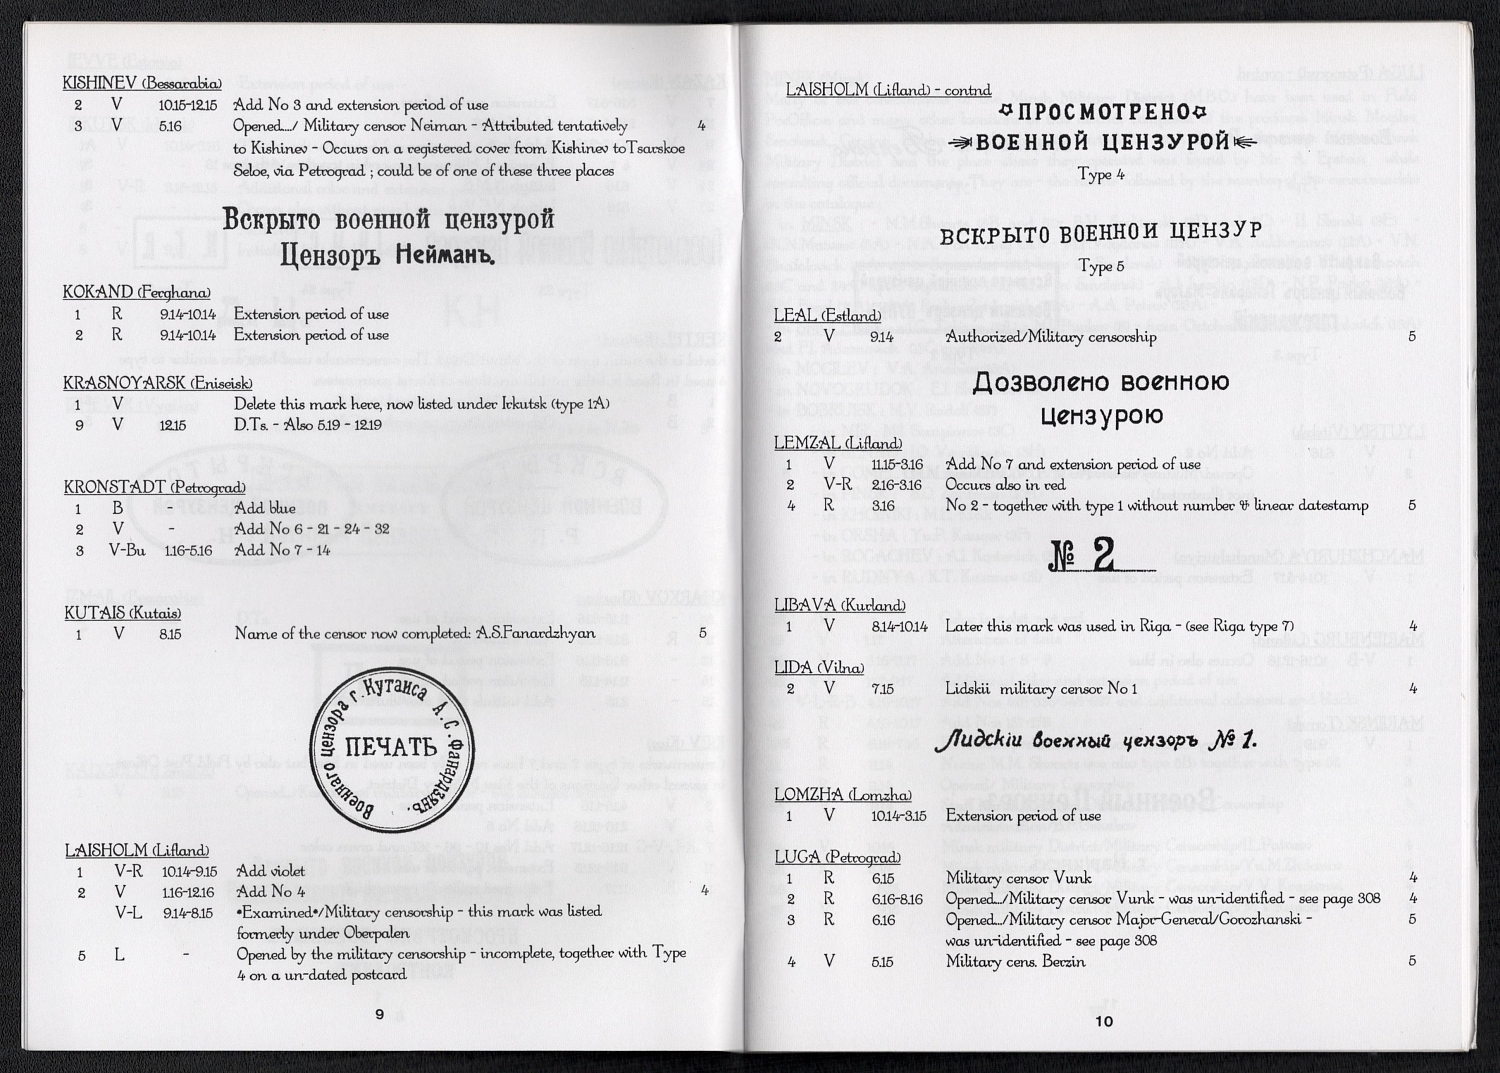 KISHINEV (Bessarabia)
2 V 10.15-12.15 Add No 3 and extension period of use
3 V 5.16 Opened.../ Military censor Neiman - Attributed tentatively 4
to Kishinev - Occurs on a registered cover from Kishinev toTsarskoe
Seloe, via Petrograd ; could be of one of these three places
Вскрыто военной цензурой
Цензоръ Нейманъ.
KOKAND (Ferghana)
1 R 9.14-10.14 Extension period of use
2 R 9.14-10.14 Extension period of use
KRASNOYARSK (Eniseisk)
1 V Delete this mark here, now listed under Irkutsk (type 1A)
9 V 12.15 D.Ts. - Also 5.19 - 12.19
KRONSTADT (Petrograd)
1 B - Add blue
2 V - Add No 6 - 21 - 24 - 32
3 V-Bu 1.16-5.16 Add No 7 - 14
KUTAIS (Kutais)
1 V 8.15 Name of the censor now completed: A.S.Fanardzhyan 5
Военнаго цензора г. Кутаиса А.С. Фанарджянъ.
ПЕЧАТЬ
LAISHOLM (Lifland)
1 V-R 10.14-9.15 Add violet
2 V 1.16-12.16 Add No 4 4
V-L 9.14-8.15 •Examined•/Military censorship - this mark was listed
formerly under Oberpalen
5 L - Opened by the military censorship - incomplete, together with Type
4 on a un-dated postcard
9
LAISHOLM (Lifland) - contnd
ПРОСМОТРЕНО
ВОЕННОЙ ЦЕНЗУРОЙ
Type 4
ВСКРЫТО ВОЕННОИ ЦЕНЗУР
Type 5
LEAL (Estland)
2 V 9.14 Authorized/Military censorship 5
Дозволено военною
цензурою
LEMZAL (Lifland)
1 V 11.15-3.16 Add No 7 and extension period of use
2 V-R 2.16-3.16 Occurs also in red
4 R 3.16 No 2 - together with type 1 without number & linear datestamp 5
№ 2
LIBAVA (Kurland)
1 V 8.14-10.14 Later this mark was used in Riga - (see Riga type 7) 4
LIDA (Vilna)
2 V 7.15 Lidskii military censor No 1 4
Лидскiи военный цензоръ № 1.
LOMZHA (Lomzha)
1 V 10.14-3.15 Extension period of use
LUGA (Petrograd)
1 R 6.15 Military censor Vunk 4
2 R 6.16-8.16 Opened.../Military censor Vunk - was un-identified - see page 308 4
3 R 6.16 Opened.../Military censor Major-General/Gorozhanski - 5
was un-identified - see page 308
4 V 5.15 Military cens. Berzin 5
10